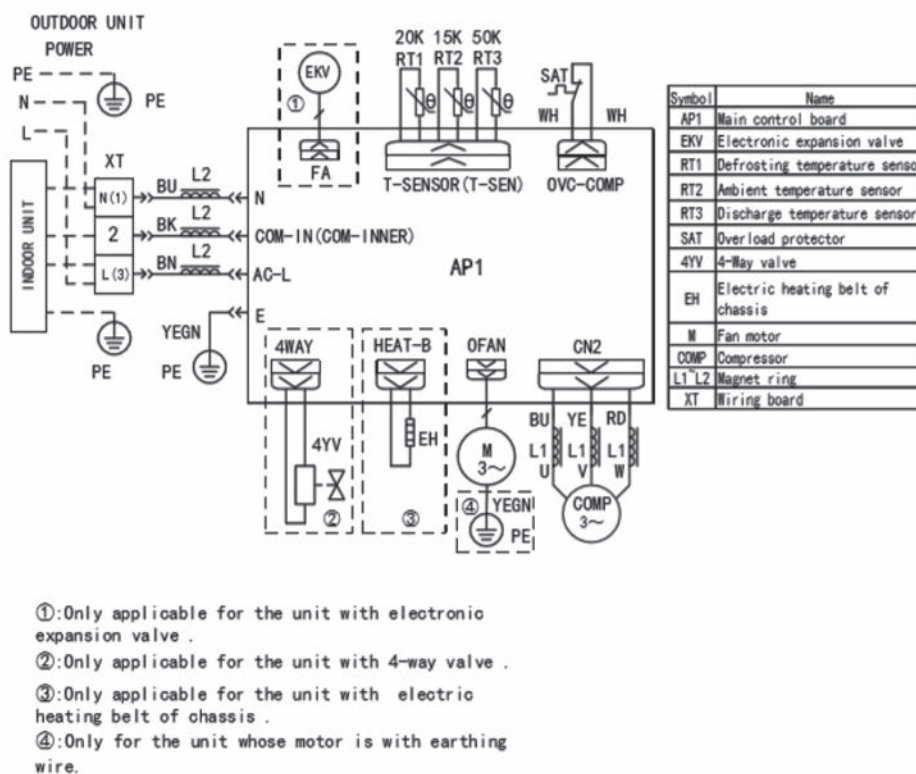 OUTDOOR UNIT
POWER
PE
N
L
PE
XT
N(1)
2
L(3)
INDOOR UNIT
PE
BU
L2
BK
L2
BN
L2
N
COM-IN(COM-INNER)
AC-L
E
YEGN
PE
EKV
①
FA
20K 15K 50K
RT1 RT2 RT3
θ θ θ
T-SENSOR(T-SEN)
SAT
WH WH
OVC-COMP
AP1
4WAY
4YV
②
HEAT-B
EH
③
OFAN
M
3~
④ YEGN
PE
CN2
BU YE RD
L1 L1 L1
U V W
COMP
3~
Symbol Name
AP1 Main control board
EKV Electronic expansion valve
RT1 Defrosting temperature senso
RT2 Ambient temperature sensor
RT3 Discharge temperature sensor
SAT Overload protector
4YV 4-Way valve
EH Electric heating belt of
chassis
M Fan motor
COMP Compressor
L1~L2 Magnet ring
XT Wiring board
①:Only applicable for the unit with electronic
expansion valve .
②:Only applicable for the unit with 4-way valve .
③:Only applicable for the unit with electric
heating belt of chassis .
④:Only for the unit whose motor is with earthing
wire.